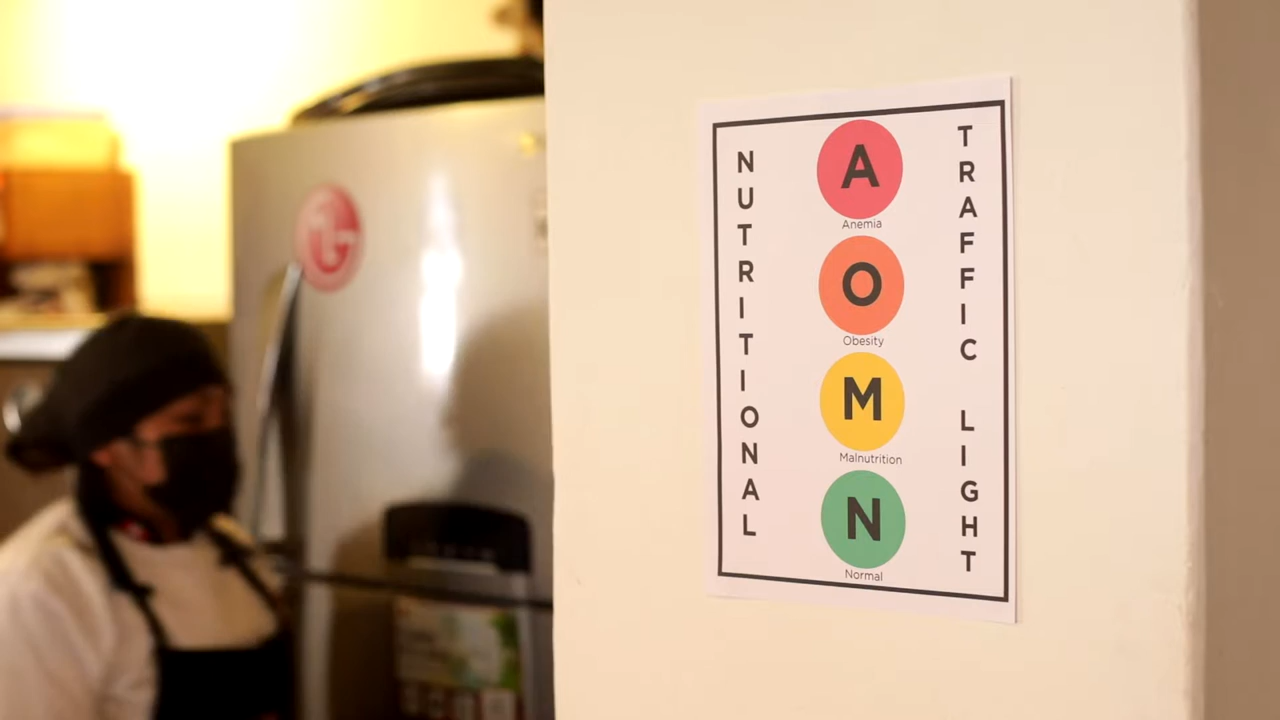 NUTRITIONAL
A
Anemia
O
Obesity
M
Malnutrition
N
Normal
TRAFFIC LIGHT
LG